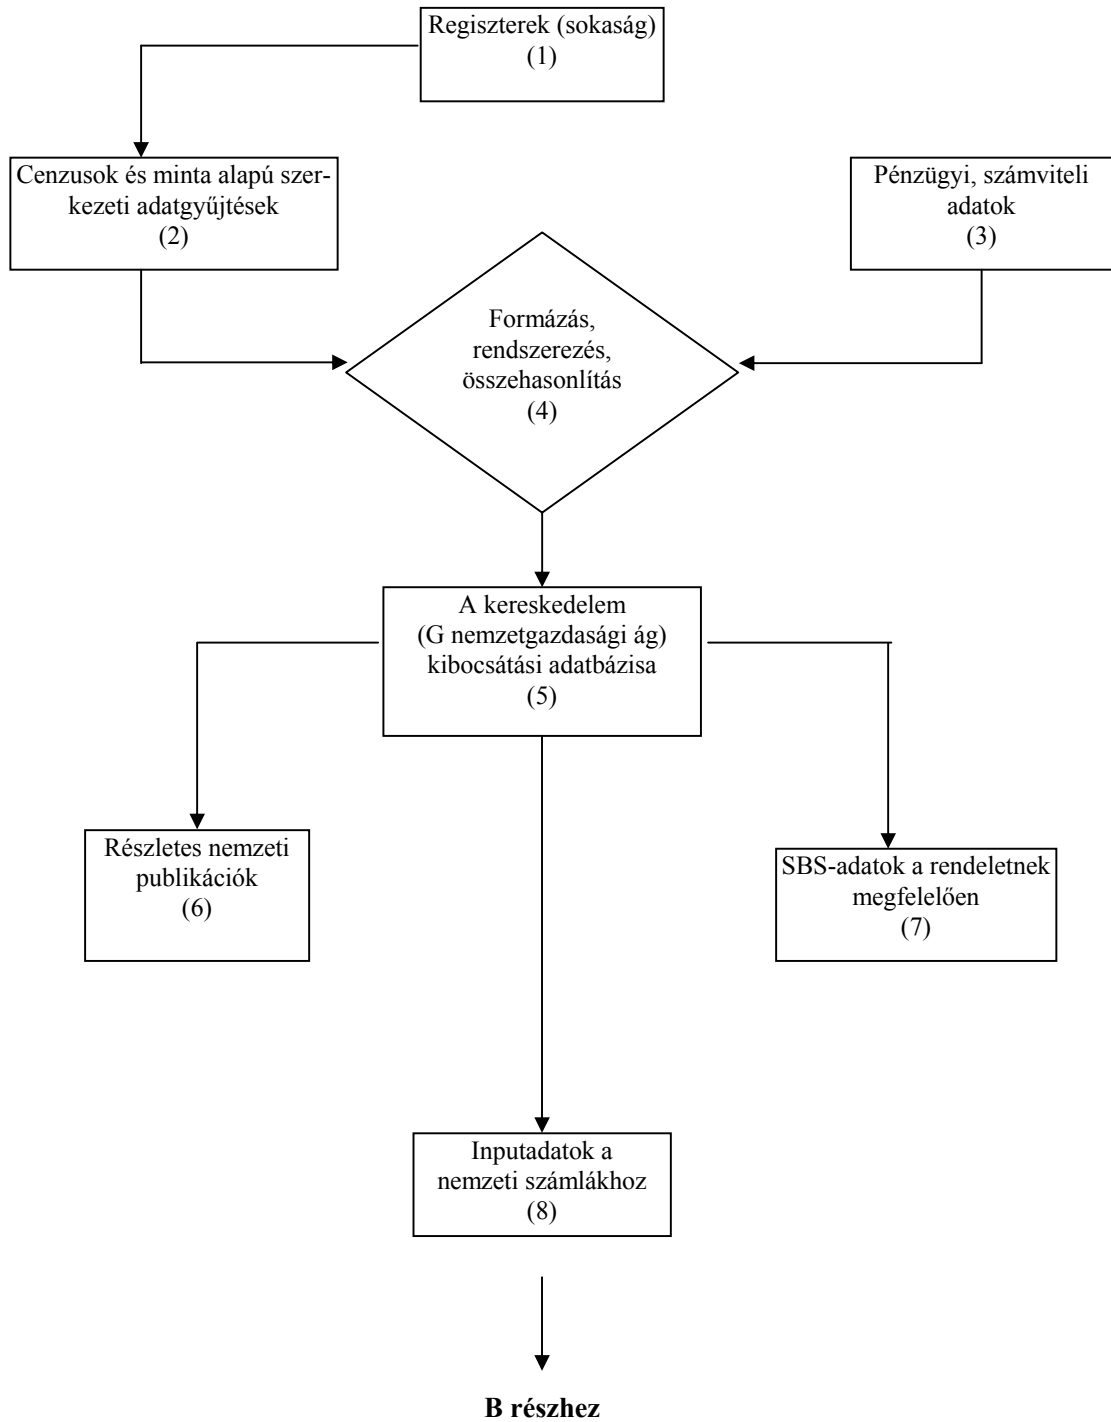 Regiszterek (sokaság)
(1)
Cenzusok és minta alapú szer-
kezeti adatgyűjtések
(2)
Pénzügyi, számviteli
adatok
(3)
Formázás,
rendszerezés,
összehasonlítás
(4)
A kereskedelem
(G nemzetgazdasági ág)
kibocsátási adatbázisa
(5)
Részletes nemzeti
publikációk
(6)
SBS-adatok a rendeletnek
megfelelően
(7)
Inputadatok a
nemzeti számlákhoz
(8)
B részhez